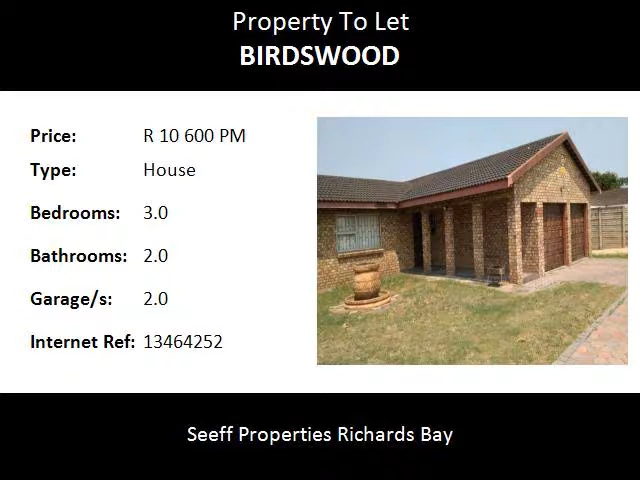 Property To Let
BIRDSWOOD
Price: R 10 600 PM
Type: House
Bedrooms: 3.0
Bathrooms: 2.0
Garage/s: 2.0
Internet Ref: 13464252
Seeff Properties Richards Bay